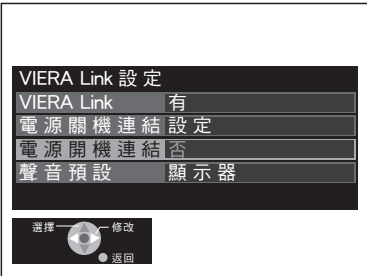 VIERA Link 設定
VIERA Link 有
電源關機連結 設定
電源開機連結 否
聲音預設 顯示器
選擇 修改
返回